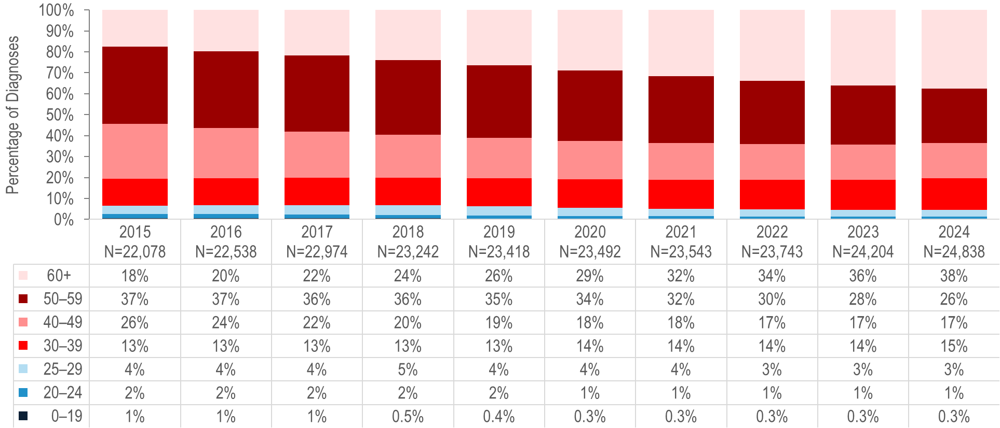 Percentage of Diagnoses
100%
90%
80%
70%
60%
50%
40%
30%
20%
10%
0%
2015 2016 2017 2018 2019 2020 2021 2022 2023 2024
N=22,078 N=22,538 N=22,974 N=23,242 N=23,418 N=23,492 N=23,543 N=23,743 N=24,204 N=24,838
60+ 18% 20% 22% 24% 26% 29% 32% 34% 36% 38%
50–59 37% 37% 36% 36% 35% 34% 32% 30% 28% 26%
40–49 26% 24% 22% 20% 19% 18% 18% 17% 17% 17%
30–39 13% 13% 13% 13% 13% 14% 14% 14% 14% 15%
25–29 4% 4% 4% 5% 4% 4% 4% 3% 3% 3%
20–24 2% 2% 2% 2% 2% 1% 1% 1% 1% 1%
0–19 1% 1% 1% 0.5% 0.4% 0.3% 0.3% 0.3% 0.3% 0.3%